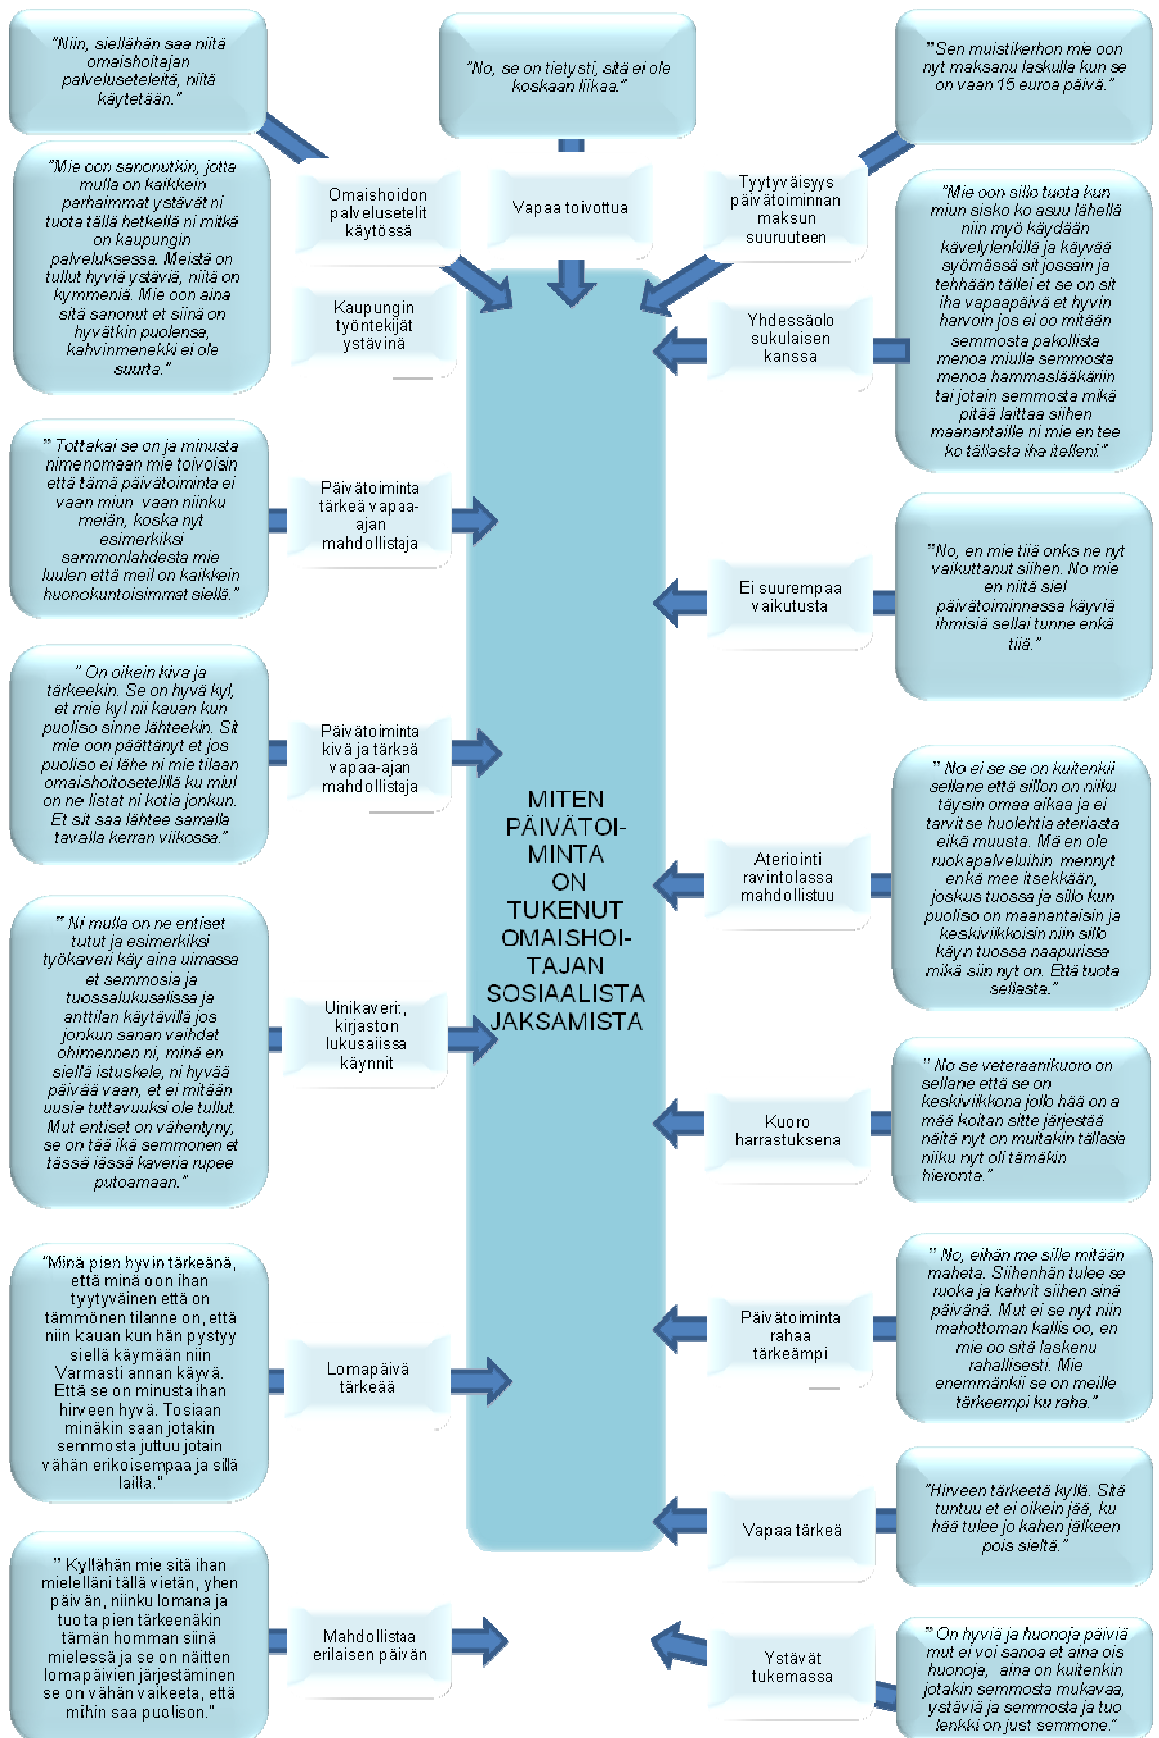 "Niin, siellähän saa niitä
omaishoitajan
palveluseteleitä, niitä
käytetään."
"No, se on tietysti, sitä ei ole
koskaan liikaa."
"Sen muistikerhon mie oon
nyt maksanu laskulla kun se
on vaan 15 euroa päivä."
Omaishoidon
palvelusetelit
käytössä
Vapaa toivottua
Tyytyväisyys
päivätoiminnan
maksun
suuruuteen
"Mie oon sanonutkin, jotta
mulla on kaikkein
parhaimmat ystävät ni
tuota tällä hetkellä ni mitkä
on kaupungin
palveluksessa. Meistä on
tullut hyviä ystäviä, niitä on
kymmeniä. Mie oon aina
sitä sanonut et siinä on
hyvätkin puolensa,
kahvinmenekki ei ole
suurta."
Kaupungin
työntekijät
ystävinä
Yhdessäolo
sukulaisen
kanssa
"Mie oon sillo tuota kun
miun sisko ko asuu lähellä
niin myö käydään
kävelylenkillä ja käyvää
syömässä sit jossain ja
tehhään tällei et se on sit
iha vapaapäivä et hyvin
harvoin jos ei oo mitään
semmosta pakollista
menoa miulla semmosta
menoa hammaslääkäriin
tai jotain semmosta mikä
pitää laittaa siihen
maanantaille ni mie en tee
ko tällasta iha itelleni."
" Tottakai se on ja minusta
nimenomaan mie toivoisin
että tämä päivätoiminta ei
vaan miun vaan niinku
meiän, koska nyt
esimerkiksi
sammonlahdesta mie
luulen että meil on kaikkein
huonokuntoisimmat siellä."
Päivätoiminta
tärkeä vapaa-
ajan
mahdollistaja
Ei suurempaa
vaikutusta
"No, en mie tiiä onks ne nyt
vaikuttanut siihen. No mie
en niitä siel
päivätoiminnassa käyviä
ihmisiä sellai tunne enkä
tiiä."
" On oikein kiva ja
tärkeekin. Se on hyvä kyl,
et mie kyl nii kauan kun
puoliso sinne lähteekin. Sit
mie oon päättänyt et jos
puoliso ei lähe ni mie tilaan
omaishoitosetelillä ku miul
on ne listat ni kotia jonkun.
Et sit saa lähtee samalla
tavalla kerran viikossa."
Päivätoiminta
kivä ja tärkeä
vapaa-ajan
mahdollistaja
MITEN
PÄIVÄTOI-
MINTA
ON
TUKENUT
OMAISHOI-
TAJAN
SOSIAALISTA
JAKSAMISTA
Ateriointi
ravintolassa
mahdollistuu
" No ei se se on kuitenkii
sellane että sillon on niiku
täysin omaa aikaa ja ei
tarvitse huolehtia ateriasta
eikä muusta. Mä en ole
ruokapalveluihin mennyt
enkä mee itsekkään,
joskus tuossa ja sillo kun
puoliso on maanantaisin ja
keskiviikkoisin niin sillo
käyn tuossa naapurissa
mikä siin nyt on. Että tuota
sellasta."
" Ni mulla on ne entiset
tutut ja esimerkiksi
työkaveri käy aina uimassa
et semmosia ja
tuossalukusalissa ja
anttilan käytävillä jos
jonkun sanan vaihdat
ohimennen ni, minä en
siellä istuskele, ni hyvää
päivää vaan, et ei mitään
uusia tuttavuuksi ole tullut.
Mut entiset on vähentyny,
se on tää ikä semmonen et
tässä iässä kaveria rupee
putoamaan."
Uinikaveri:,
kirjaston
lukusaiissa
käynnit
Kuoro
harrastuksena
" No se veteraanikuoro on
sellane että se on
keskiviikkona jollo hää on a
mää koitan sitte järjestää
näitä nyt on muitakin tällasia
niiku nyt oli tämäkin
hieronta."
"Minä pien hyvin tärkeänä,
että minä oon ihan
tyytyväinen että on
tämmönen tilanne on, että
niin kauan kun hän pystyy
siellä käymään niin
Varmasti annan käyvä.
Että se on minusta ihan
hirveen hyvä. Tosiaan
minäkin saan jotakin
semmosta juttuu jotain
vähän erikoisempaa ja sillä
lailla."
Lomapäivä
tärkeää
Päivätoiminta
rahaa
tärkeämpi
" No, eihän me sille mitään
maheta. Siihenhän tulee se
ruoka ja kahvit siihen sinä
päivänä. Mut ei se nyt niin
mahottoman kallis oo, en
mie oo sitä laskenu
rahallisesti. Mie
enemmänkii se on meille
tärkeempi ku raha."
Vapaa tärkeä
"Hirveen tärkeetä kyllä. Sitä
tuntuu et ei oikein jää, ku
hää tulee jo kahen jälkeen
pois sieltä."
" Kyllähän mie sitä ihan
mielelläni tällä vietän, yhen
päivän, niinku lomana ja
tuota pien tärkeenäkin
tämän homman siinä
mielessä ja se on näitten
lomapäivien järjestäminen
se on vähän vaikeeta, että
mihin saa puolison."
Mahdollistaa
erilaisen päivän
Ystävät
tukemassa
" On hyviä ja huonoja päiviä
mut ei voi sanoa et aina ois
huonoja, aina on kuitenkin
jotakin semmosta mukavaa,
ystäviä ja semmosta ja tuo
lenkki on just semmone."